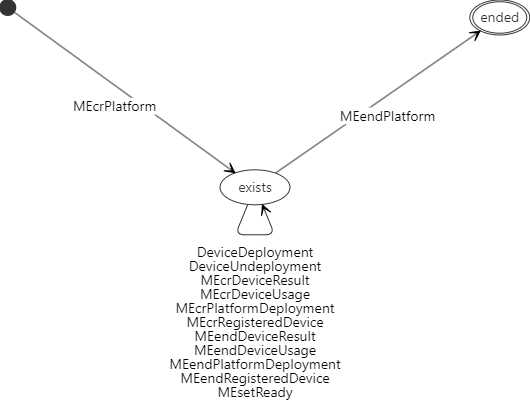 ended
MEcrPlatform
MEendPlatform
exists
DeviceDeployment
DeviceUndeployment
MEcrDeviceResult
MEcrDeviceUsage
MEcrPlatformDeployment
MEcrRegisteredDevice
MEendDeviceResult
MEendDeviceUsage
MEendPlatformDeployment
MEendRegisteredDevice
MEsetReady